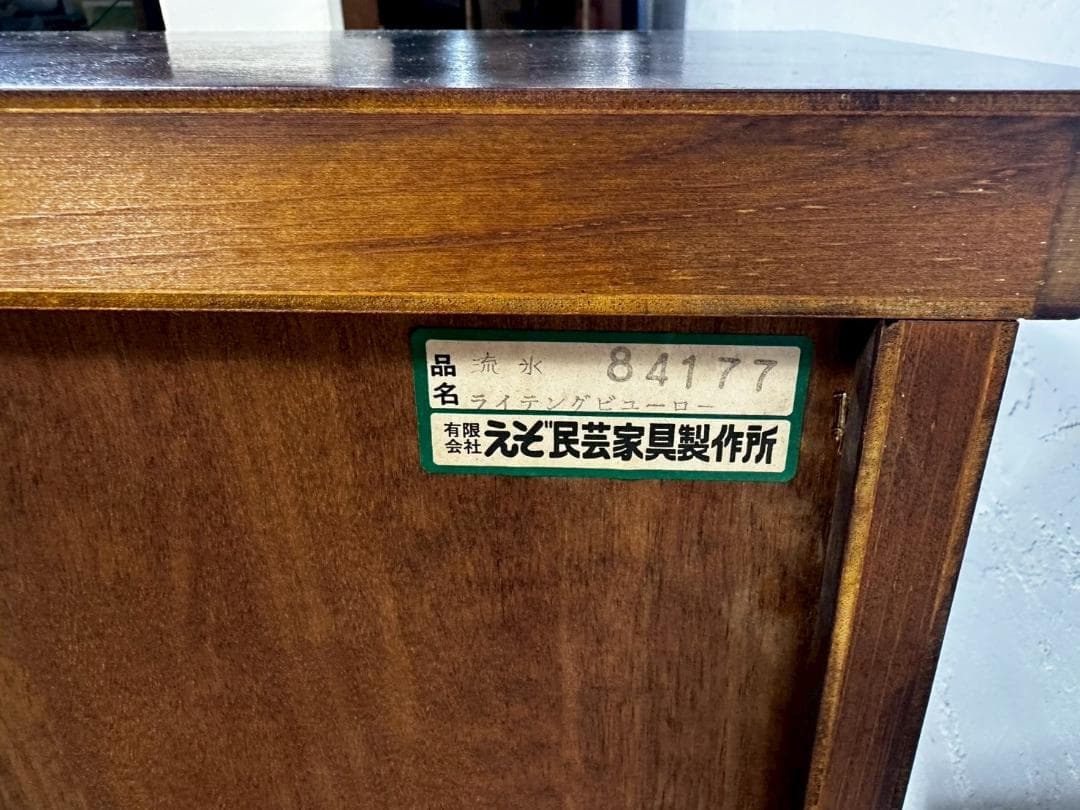 品名 流氷 84177
ライテングビューロー
有限会社 えぞ民芸家具製作所